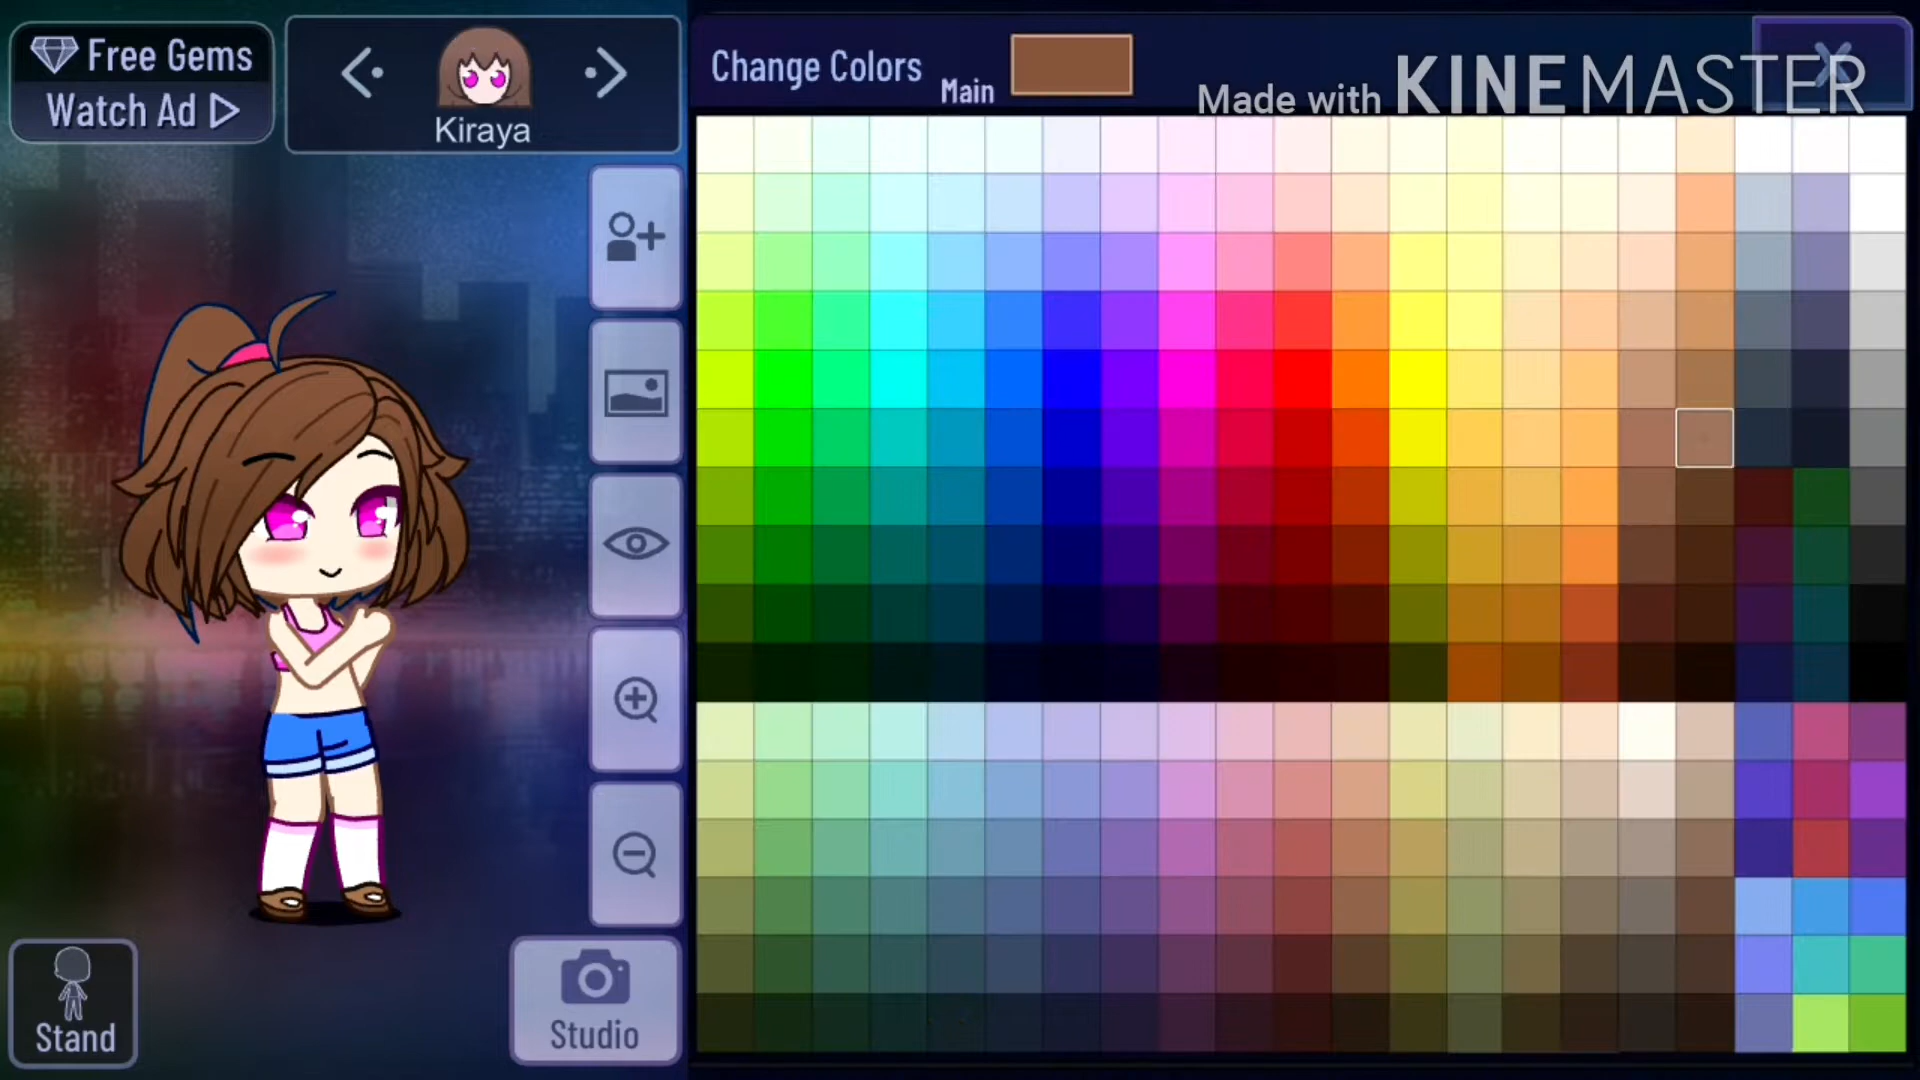 Free Gems
Watch Ad
Kiraya
Change Colors
Main
Made with KINEMASTER
X
Stand
Studio